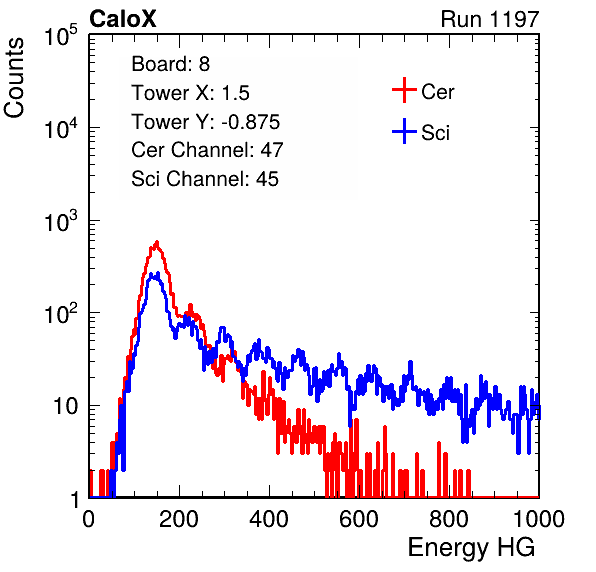 CaloX Run 1197
Counts
Board: 8
Tower X: 1.5
Tower Y: -0.875
Cer Channel: 47
Sci Channel: 45
Cer
Sci
10^5
10^4
10^3
10^2
10
1
0 200 400 600 800 1000
Energy HG